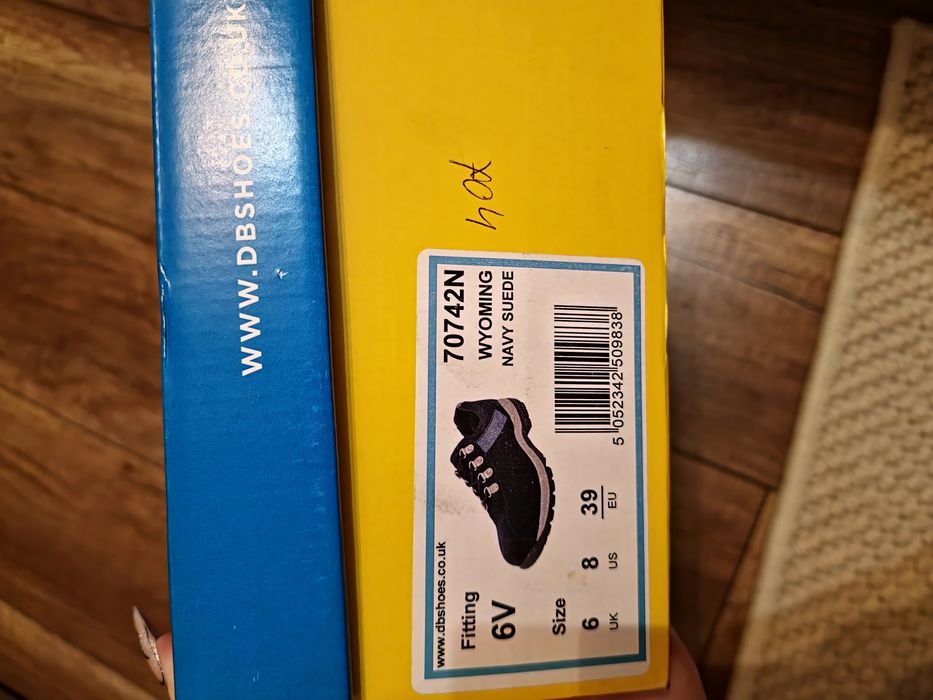 WWW.DBSHOES.CO.UK
www.dbshoes.co.uk
70742N
WYOMING
NAVY SUEDE
Fitting
6V
Size
6 8 39
UK US EU
5 052342 509838